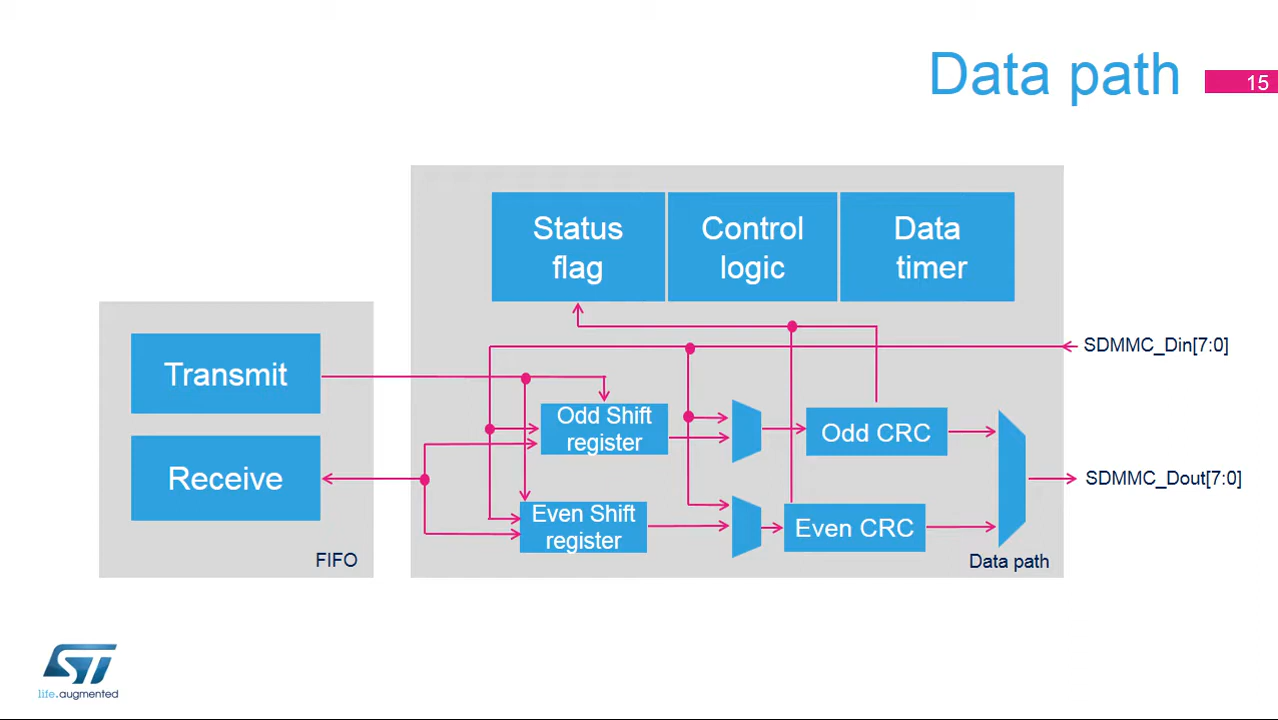 Data path
15
Status
flag
Control
logic
Data
timer
Transmit
Receive
FIFO
SDMMC_Din[7:0]
Odd Shift
register
Odd CRC
SDMMC_Dout[7:0]
Even Shift
register
Even CRC
Data path
ST
life.augmented